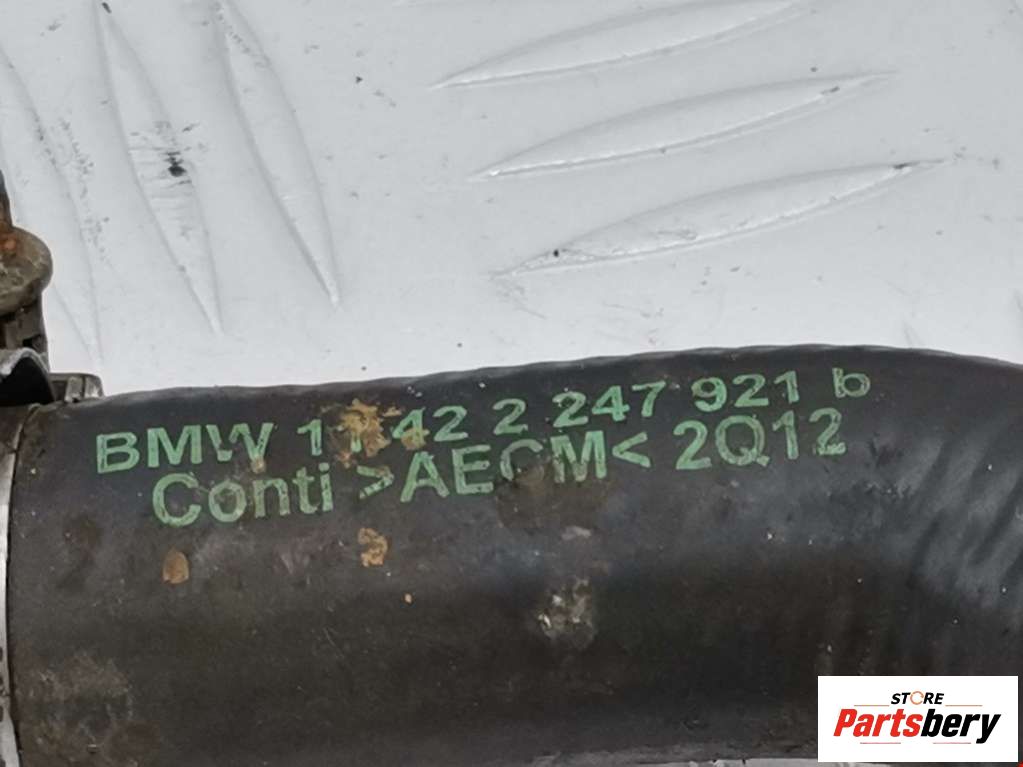 BMW 11 42 2 247 921 b
Conti >AECM< 2Q12
STORE
Partsbery